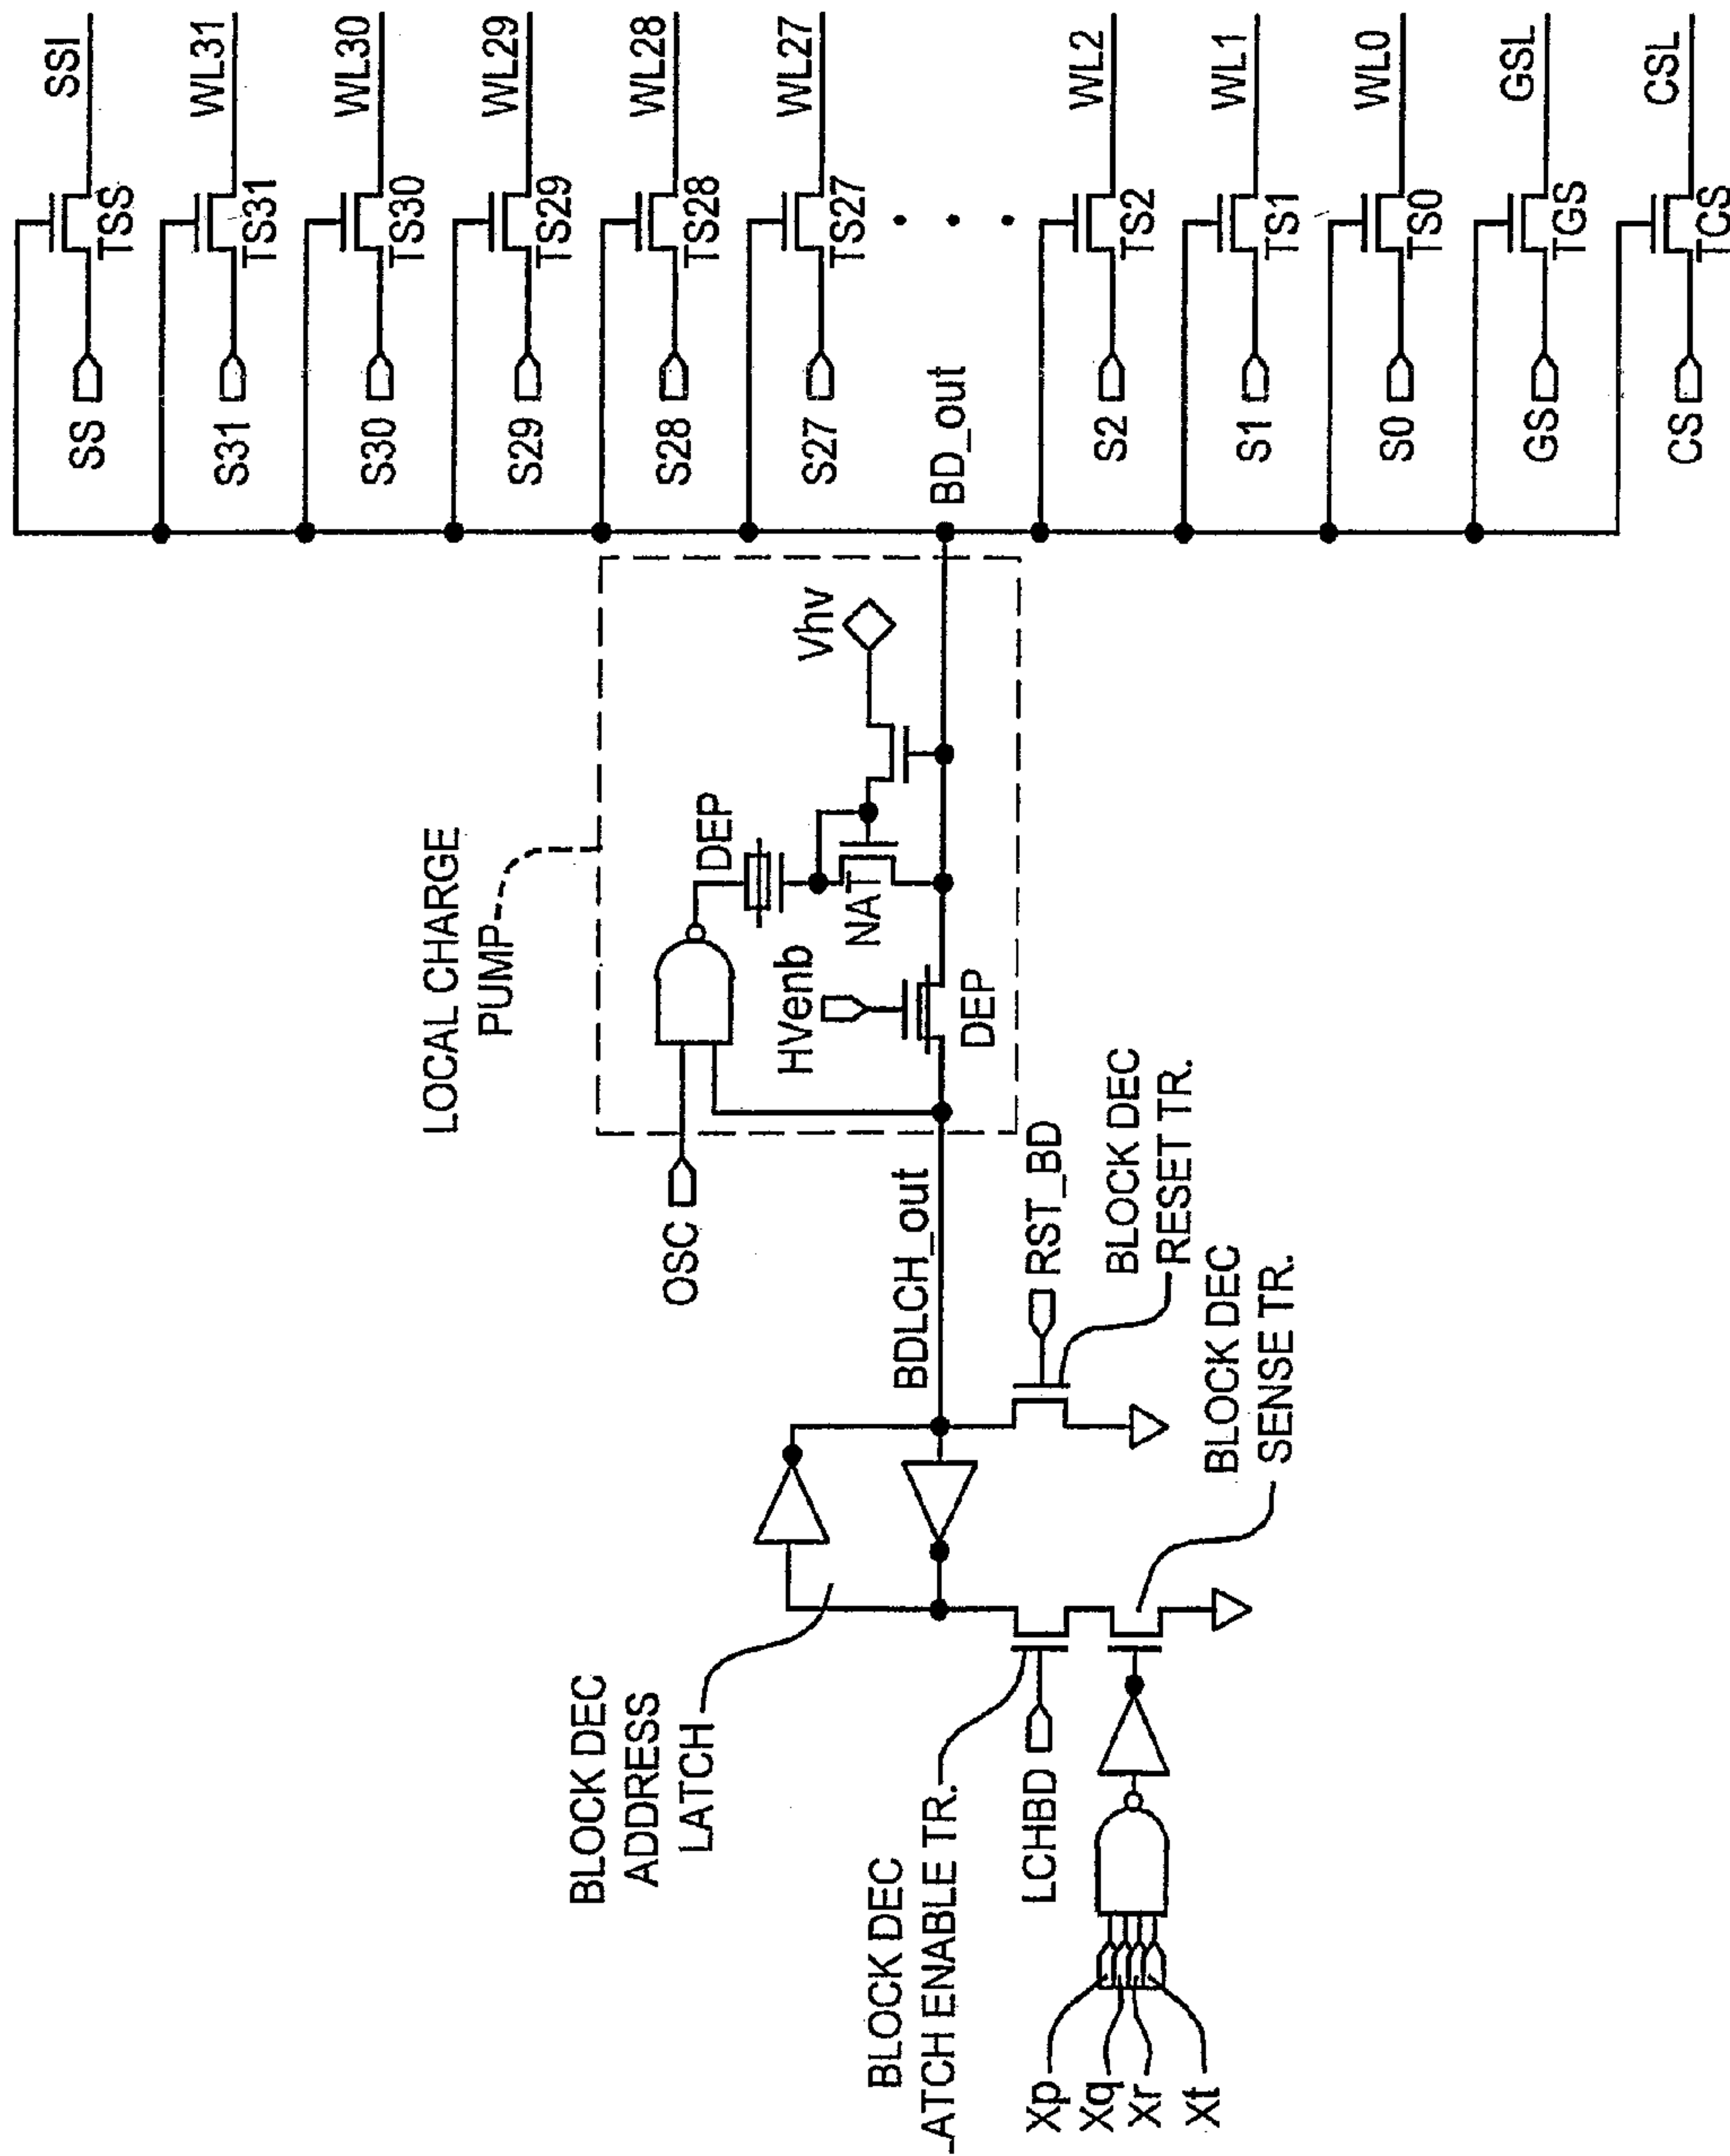 LOCAL CHARGE
PUMP
OSC
HVenb
DEP
DEP
NAT
Vhv
BDLCH_out
BD_out
RST_BD
BLOCK DEC
RESET TR.
BLOCK DEC
SENSE TR.
BLOCK DEC
ADDRESS
LATCH
BLOCK DEC
LATCH ENABLE TR.
LCHBD
Xp
Xq
Xr
Xt
SS
TSS
SSl
S31
TS31
WL31
S30
TS30
WL30
S29
TS29
WL29
S28
TS28
WL28
S27
TS27
WL27
S2
TS2
WL2
S1
TS1
WL1
S0
TS0
WL0
GS
TGS
GSL
CS
TCS
CSL